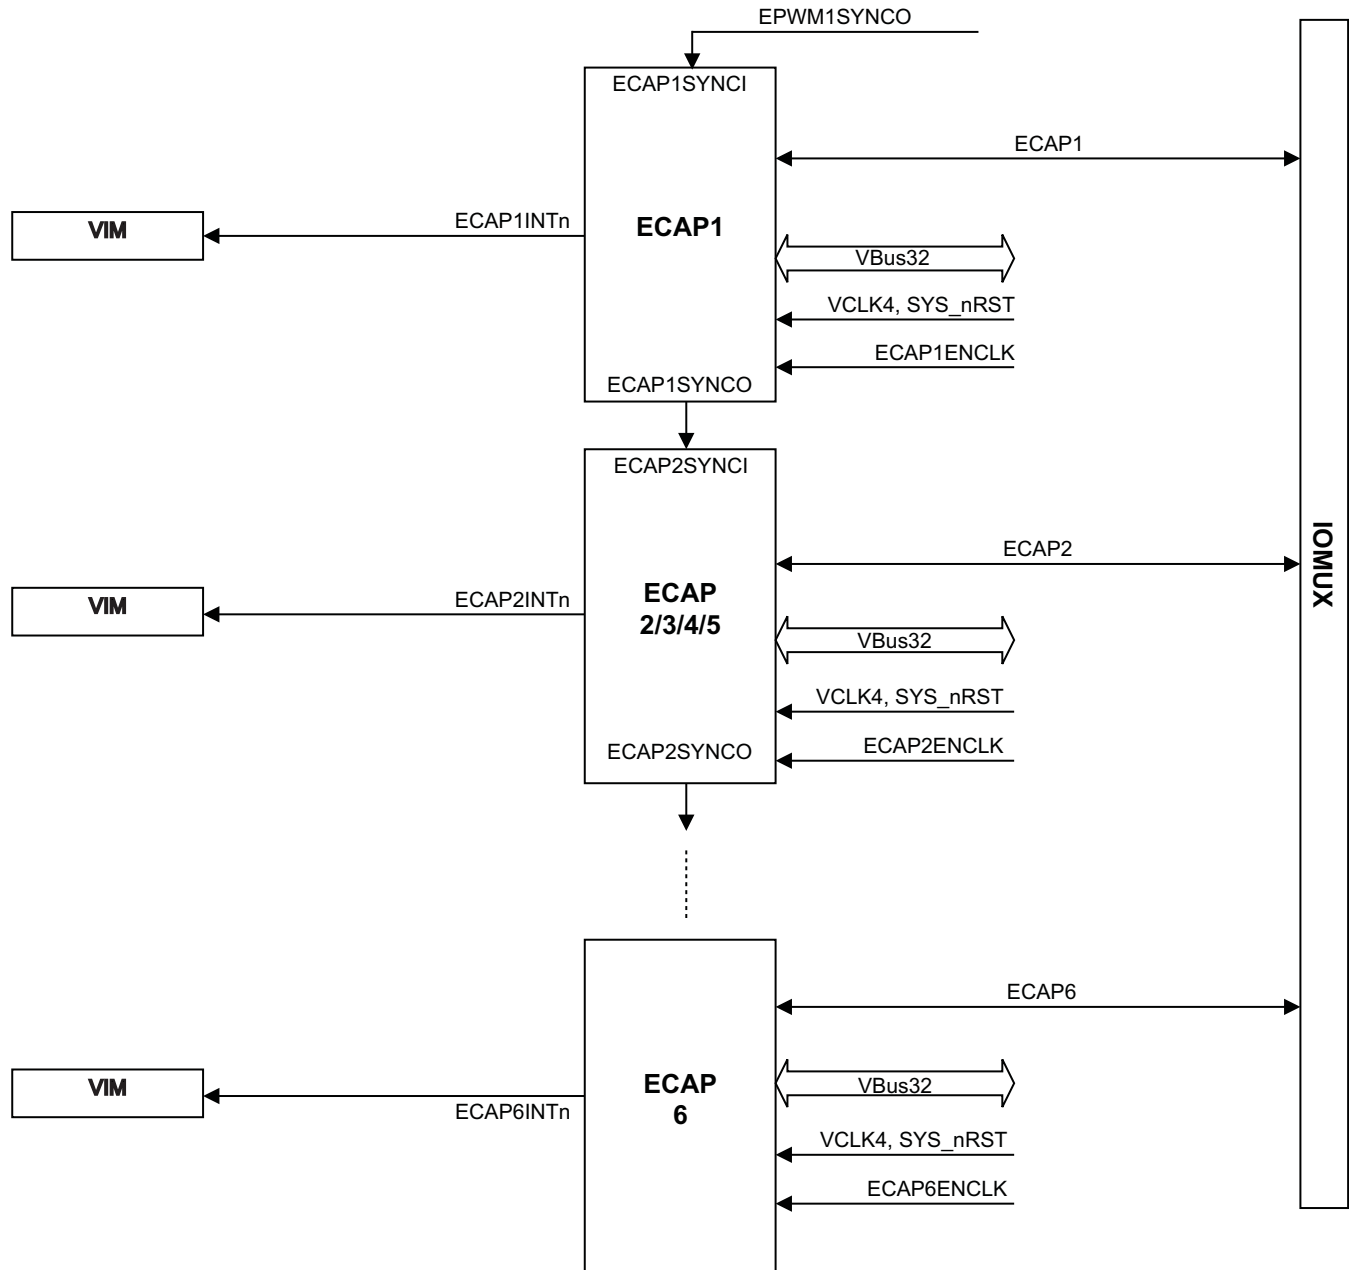 EPWM1SYNCO
ECAP1SYNCI
ECAP1
ECAP1INTn
VIM
ECAP1
VBus32
VCLK4, SYS_nRST
ECAP1ENCLK
ECAP1SYNCO
ECAP2SYNCI
ECAP2
IOMUX
ECAP2INTn
VIM
ECAP
2/3/4/5
VBus32
VCLK4, SYS_nRST
ECAP2ENCLK
ECAP2SYNCO
ECAP6
VIM
ECAP6INTn
ECAP
6
VBus32
VCLK4, SYS_nRST
ECAP6ENCLK